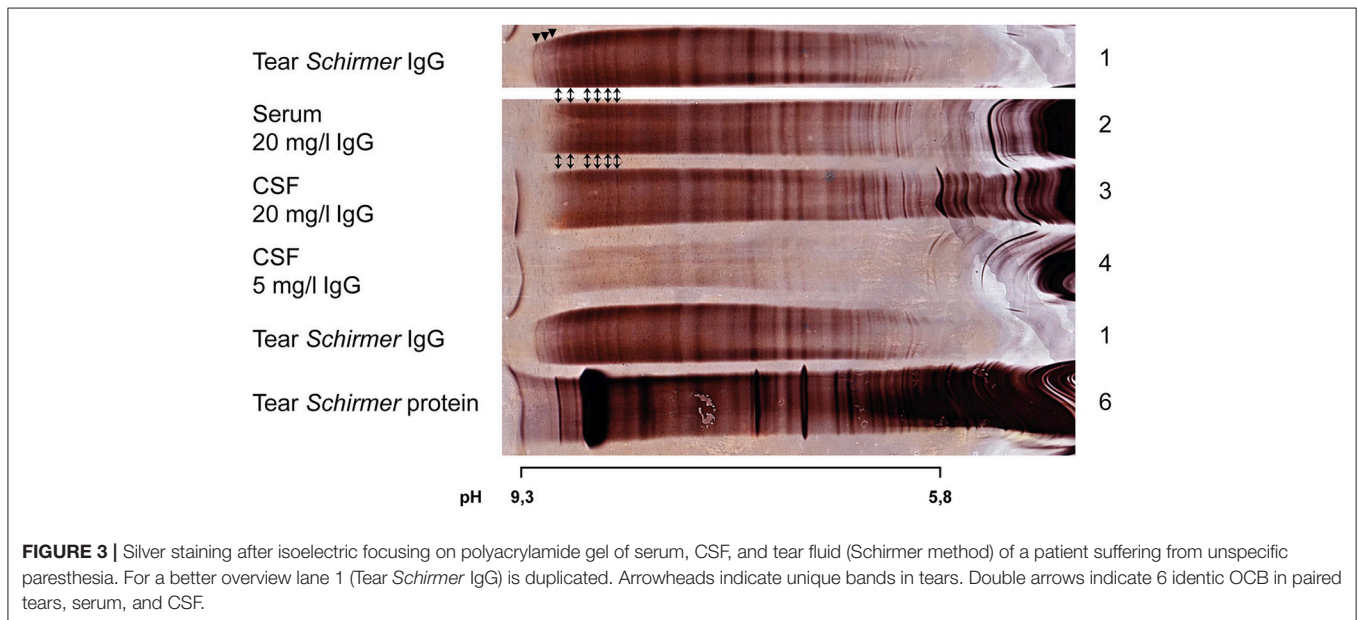 Tear Schirmer IgG
1
Serum
20 mg/l IgG
2
CSF
20 mg/l IgG
3
CSF
5 mg/l IgG
4
Tear Schirmer IgG
1
Tear Schirmer protein
6
pH 9,3 5,8
FIGURE 3 | Silver staining after isoelectric focusing on polyacrylamide gel of serum, CSF, and tear fluid (Schirmer method) of a patient suffering from unspecific
paresthesia. For a better overview lane 1 (Tear Schirmer IgG) is duplicated. Arrowheads indicate unique bands in tears. Double arrows indicate 6 identic OCB in paired
tears, serum, and CSF.